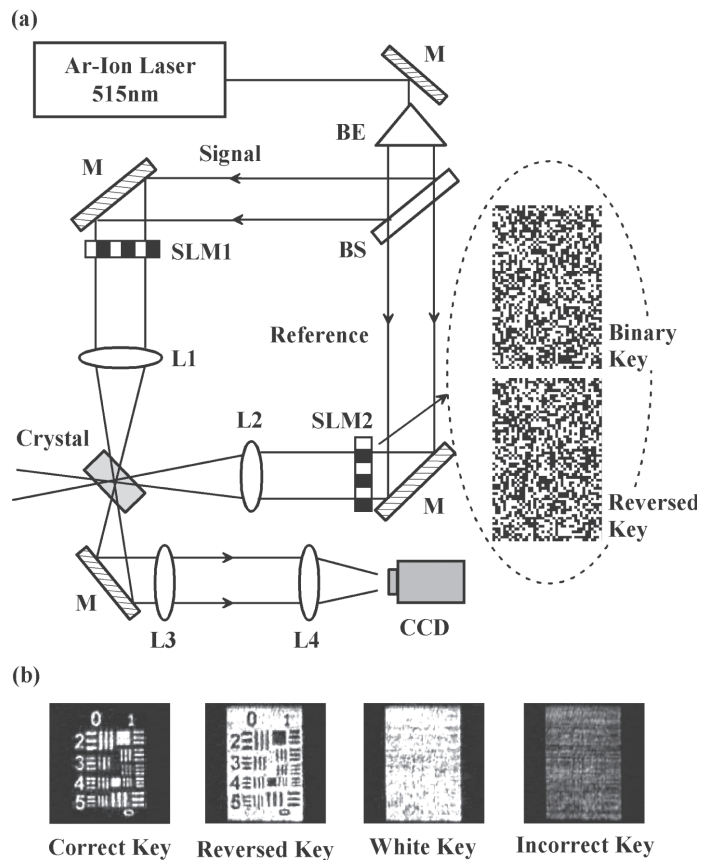 (a)
Ar-Ion Laser
515nm
M
BE
Signal
M
BS
SLM1
Reference
L1
Binary
Key
Crystal
L2
SLM2
Reversed
Key
M
M
L3
L4
CCD
(b)
0 1
2
3
4
5
0
0 1
2
3
4
5
0
Correct Key
Reversed Key
White Key
Incorrect Key